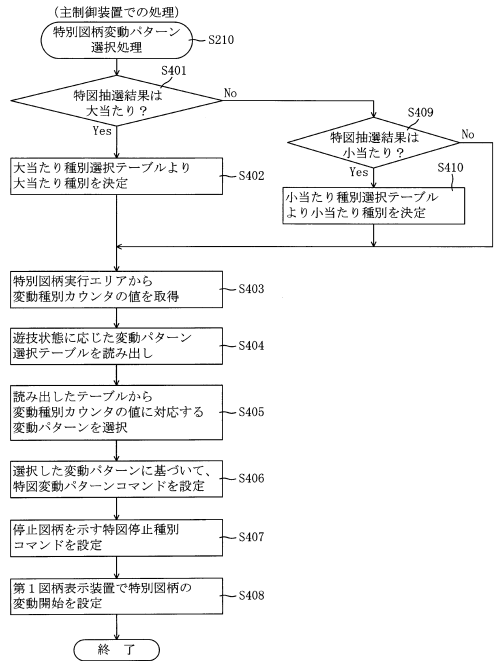 (主制御装置での処理)
特別図柄変動パターン
選択処理
S210
S401
特図抽選結果は
大当たり？
No
Yes
S409
特図抽選結果は
小当たり？
No
Yes
大当たり種別選択テーブルより
大当たり種別を決定
S402
S410
小当たり種別選択テーブル
より小当たり種別を決定
特別図柄実行エリアから
変動種別カウンタの値を取得
S403
遊技状態に応じた変動パターン
選択テーブルを読み出し
S404
読み出したテーブルから
変動種別カウンタの値に対応する
変動パターンを選択
S405
選択した変動パターンに基づいて、
特図変動パターンコマンドを設定
S406
停止図柄を示す特図停止種別
コマンドを設定
S407
第１図柄表示装置で特別図柄の
変動開始を設定
S408
終 了